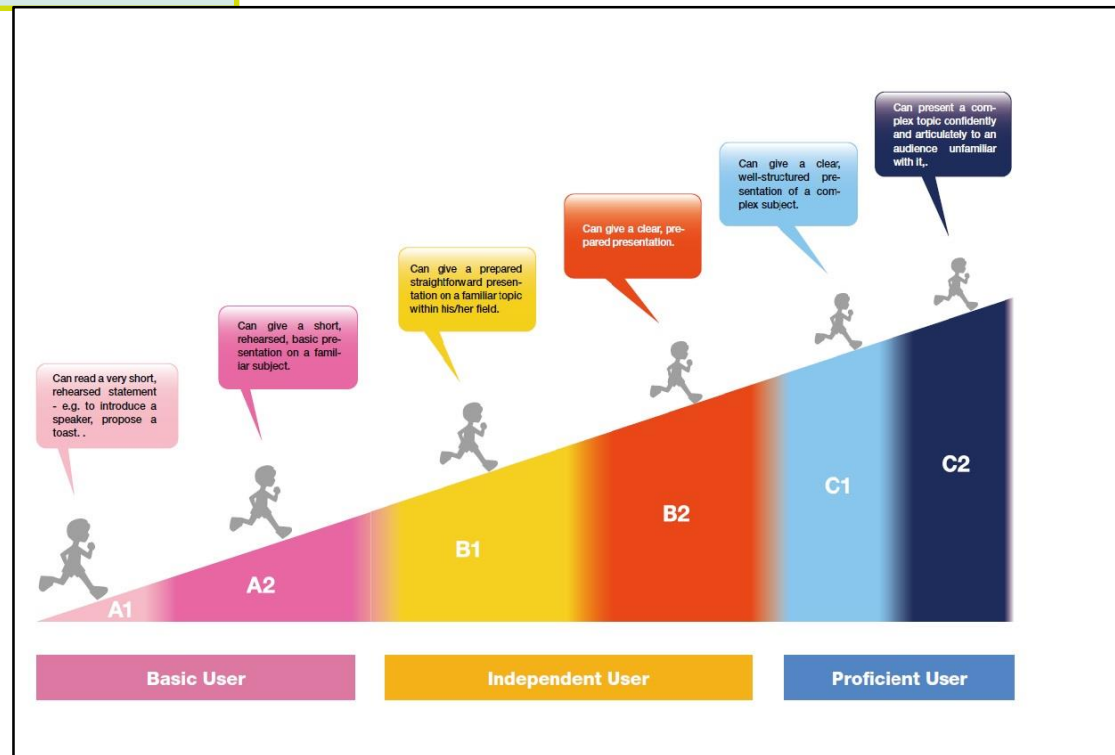 Can read a very short,
rehearsed statement
- e.g. to introduce a
speaker, propose a
toast. .
Can give a short,
rehearsed, basic pre-
sentation on a famil-
iar subject.
Can give a prepared
straightforward presen-
tation on a familiar topic
within his/her field.
Can give a clear, pre-
pared presentation.
Can give a clear,
well-structured pre-
sentation of a com-
plex subject.
Can present a com-
plex topic confidently
and articulately to an
audience unfamiliar
with it,.
A1
A2
B1
B2
C1
C2
Basic User
Independent User
Proficient User